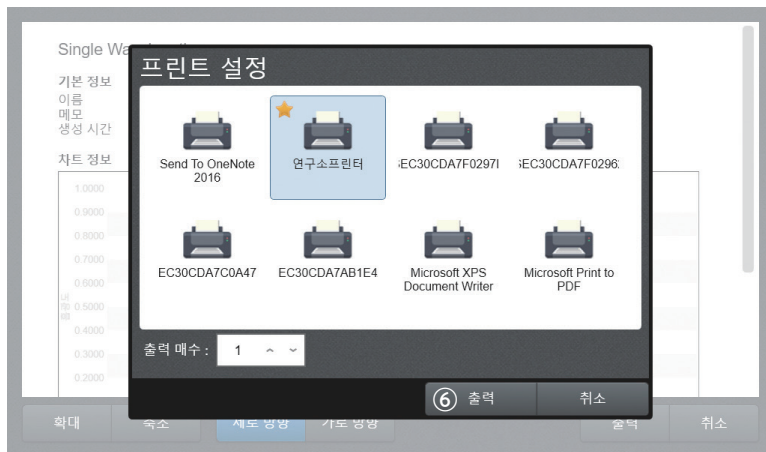 Single
프린트 설정
기본 정보
이름
메모
생성 시간
차트 정보
Send To OneNote
2016
연구소프린터
EC30CDA7F0297
EC30CDA7F0296
EC30CDA7C0A47
EC30CDA7AB1E4
Microsoft XPS
Document Writer
Microsoft Print to
PDF
1.0000
0.9000
0.8000
0.7000
0.6000
0.5000
0.4000
0.3000
0.2000
흡광도
출력 매수 : 1
⑥ 출력 취소
확대 축소 세로 방향 가로 방향 출력 취소